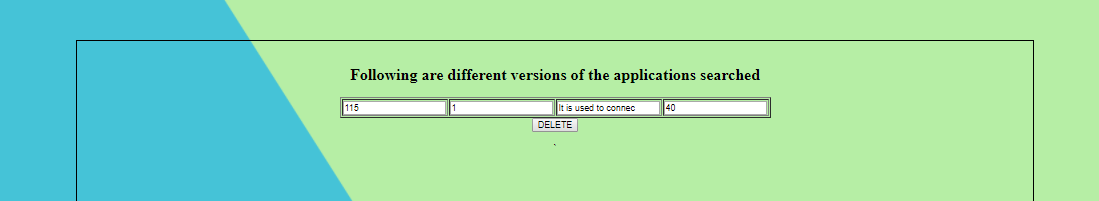 Following are different versions of the applications searched
115 1 It is used to connec 40
DELETE